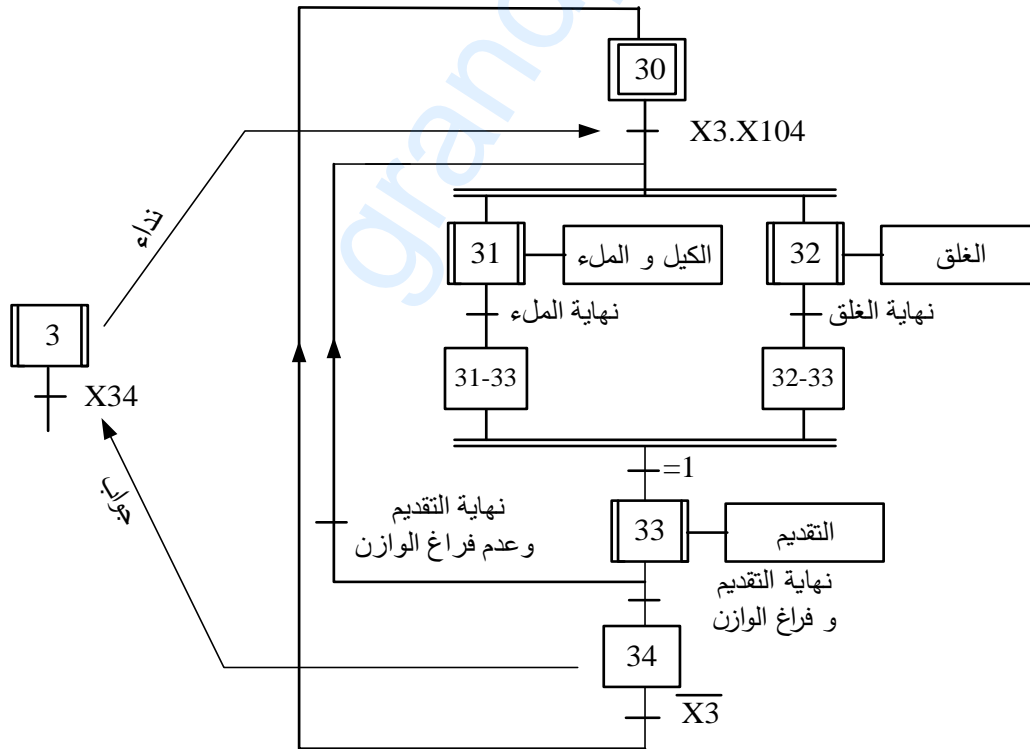 30
X3.X104
نداء
31
الكيل و الملء
32
الغلق
نهاية الملء
نهاية الغلق
3
X34
31-33
32-33
جواب
=1
نهاية التقديم
وعدم فراغ الوازن
33
التقديم
نهاية التقديم
و فراغ الوازن
34
X̅3̅